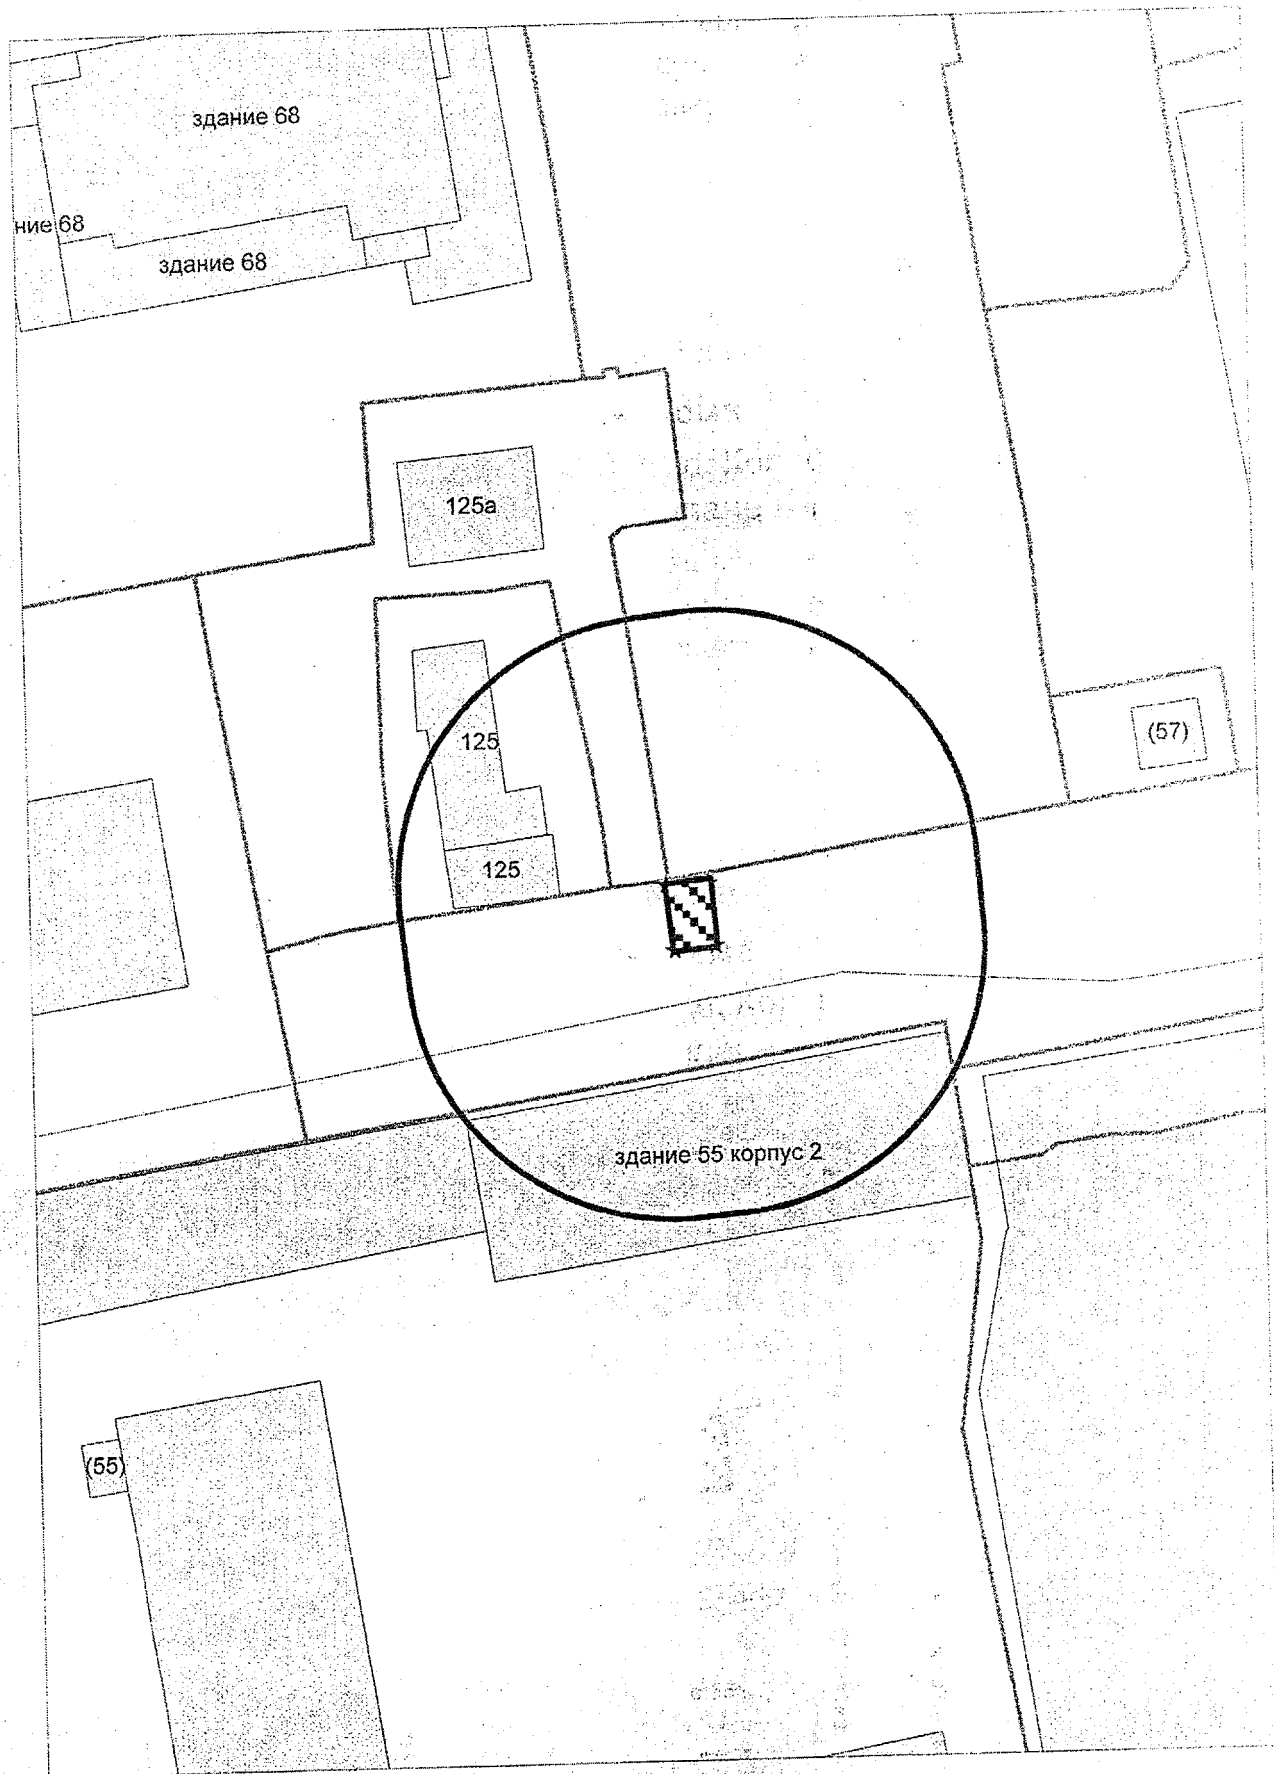 здание 68
ние 68
здание 68
125а
125
(57)
125
здание 55 корпус 2
(55)